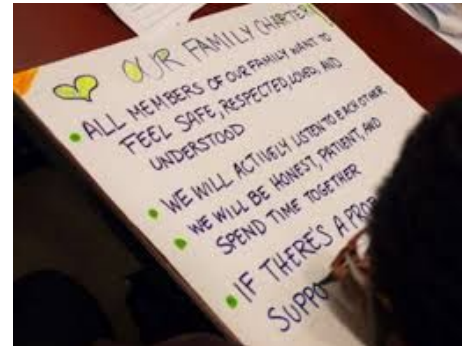 OUR FAMILY CHARTER!
ALL MEMBERS OF OUR FAMILY WANT TO
FEEL SAFE, RESPECTED, LOVED, AND
UNDERSTOOD
WE WILL ACTIVELY LISTEN TO EACH OTHER
WE WILL BE HONEST, PATIENT, AND
SPEND TIME TOGETHER
IF THERE'S A